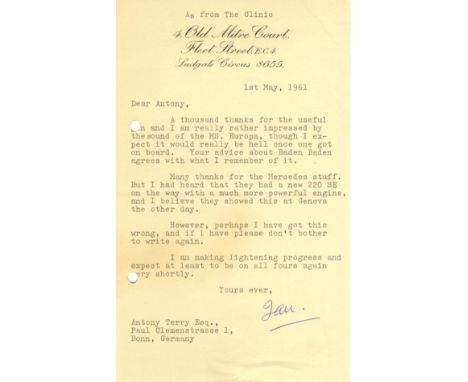 As from The Clinic
4, Old Mitre Court,
Fleet Street, E.C.4.
Ludgate Circus 8655.
1st May, 1961
Dear Antony,
A thousand thanks for the useful
and I am really rather impressed by
the sound of the MS. Europa, though I ex-
pect it would really be hell once one got
on board. Your advice about Baden Baden
agrees with what I remember of it.
Many thanks for the Mercedes stuff.
But I had heard that they had a new 220 SE
on the way with a much more powerful engine,
and I believe they showed this at Geneva
the other day.
However, perhaps I have got this
wrong, and if I have please don't bother
to write again.
I am making lightening progress and
expect at least to be on all fours again
very shortly.
Yours ever,
Ian.
Antony Terry Esq.,
Paul Clemenstrasse 1,
Bonn, Germany